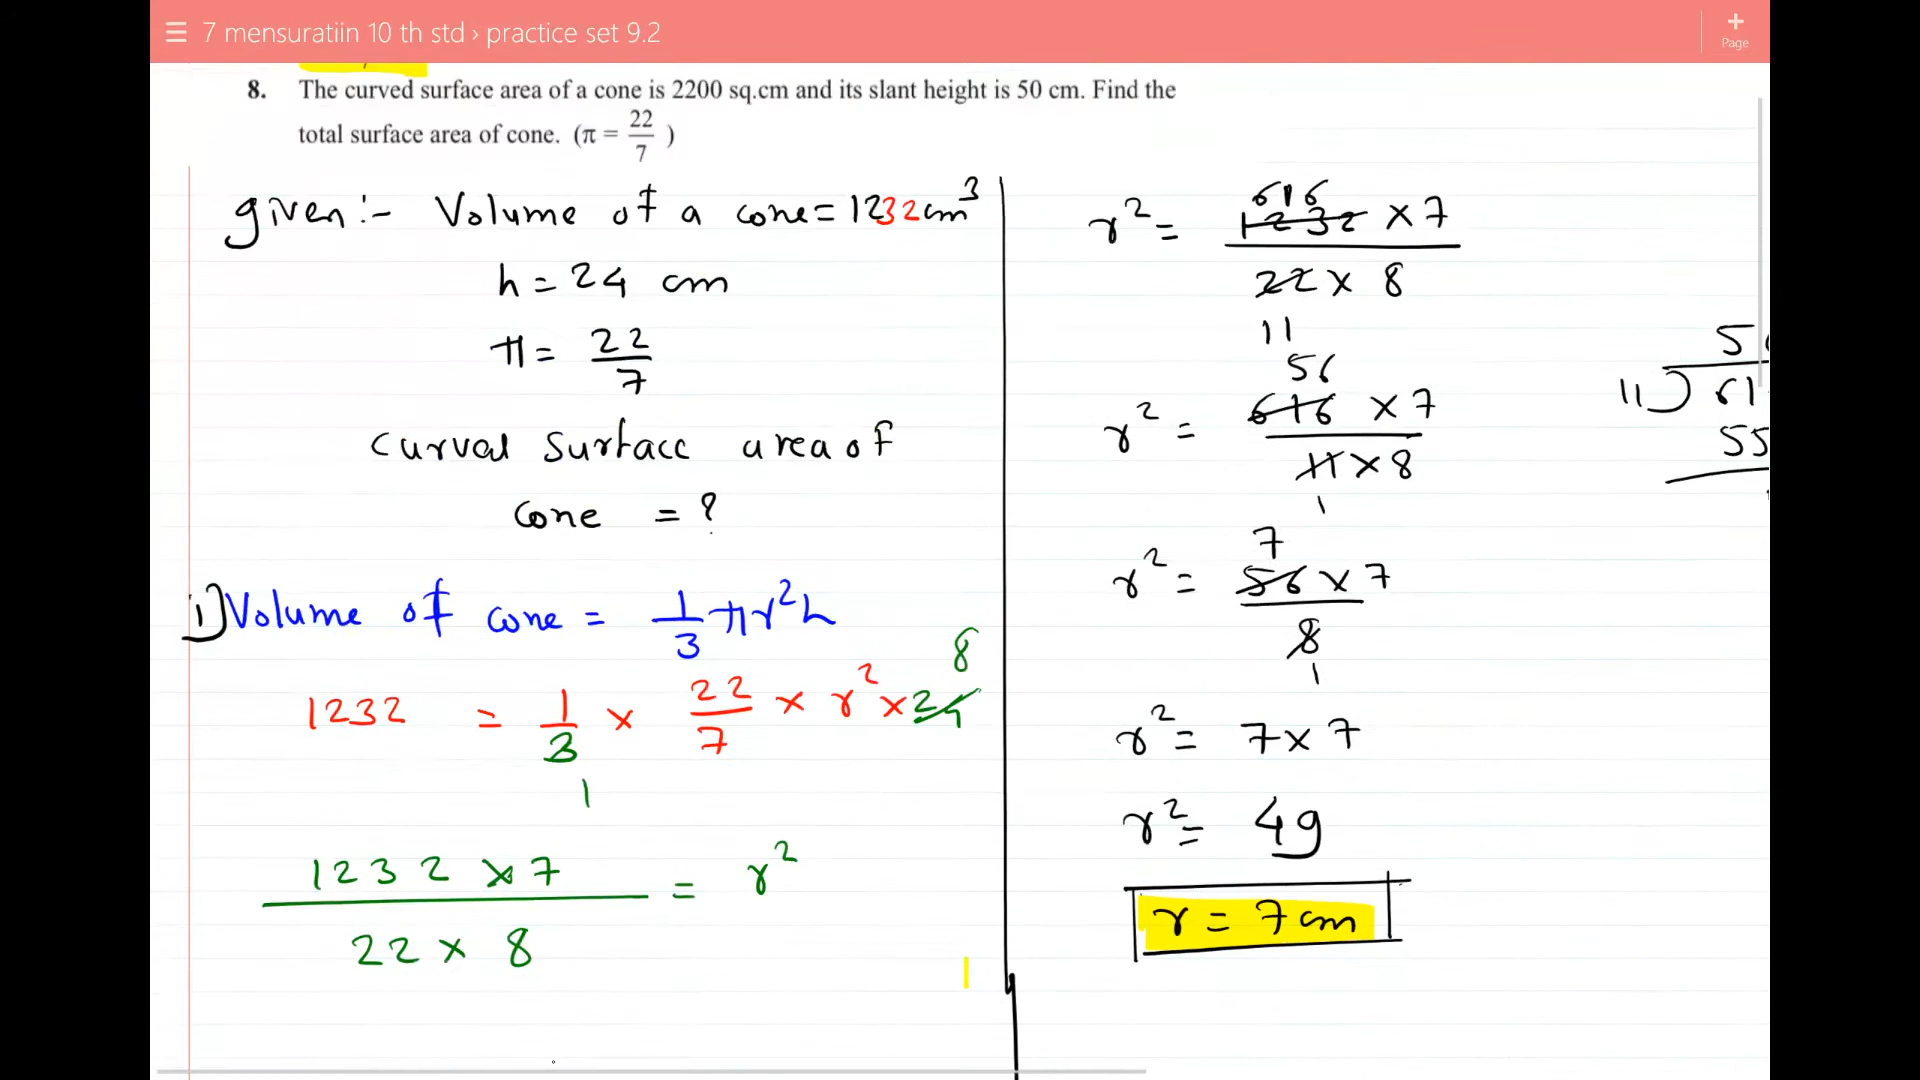 7 mensuratiin 10 th std › practice set 9.2
Page
8. The curved surface area of a cone is 2200 sq.cm and its slant height is 50 cm. Find the
total surface area of cone. (π = 22/7 )
given :- Volume of a cone = 1232 cm³
h = 24 cm
π = 22/7
curval surface area of
cone = ?
1) Volume of cone = 1/3 πr²h
8
1232 = 1/3 × 22/7 × r² × 24
1
1232 × 7 / 22 × 8 = r²
616
r² = 1232 × 7 / 22 × 8
11
56
r² = 616 × 7 / 11 × 8
1
7
r² = 56 × 7 / 8
1
r² = 7 × 7
r² = 49
r = 7 cm
5
11) 61
55